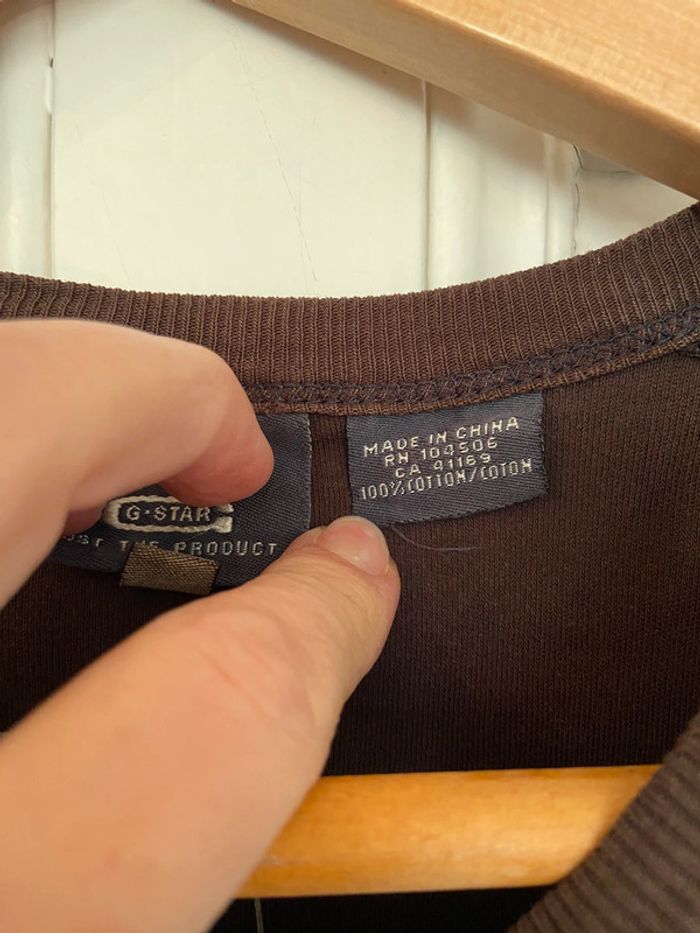 G-STAR
THE PRODUCT
MADE IN CHINA
RN 104506
CA 41169
100% COTTON/COTON